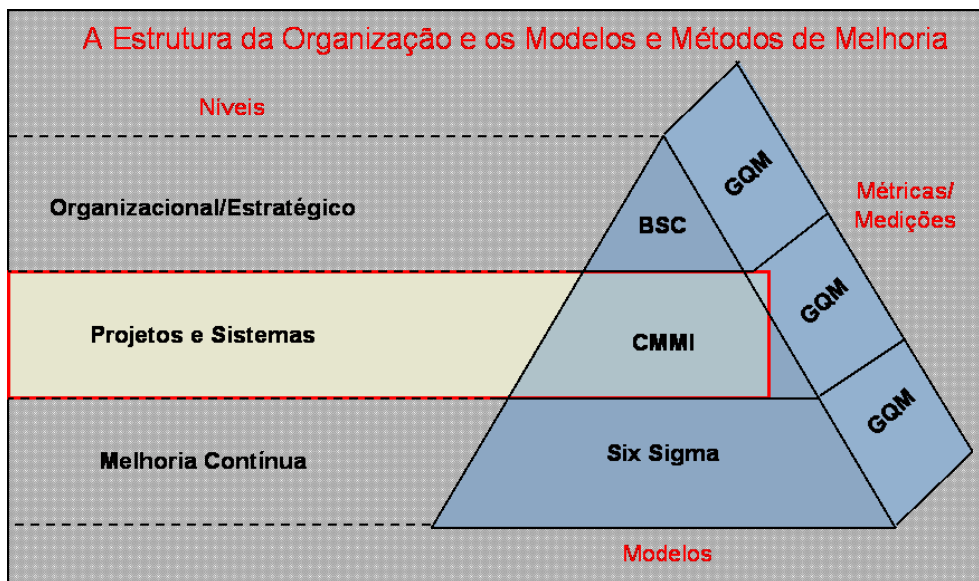 A Estrutura da Organização e os Modelos e Métodos de Melhoria
Níveis
Organizacional/Estratégico
BSC
GQM
Métricas/
Medições
Projetos e Sistemas
CMMI
GQM
Melhoria Contínua
Six Sigma
GQM
Modelos